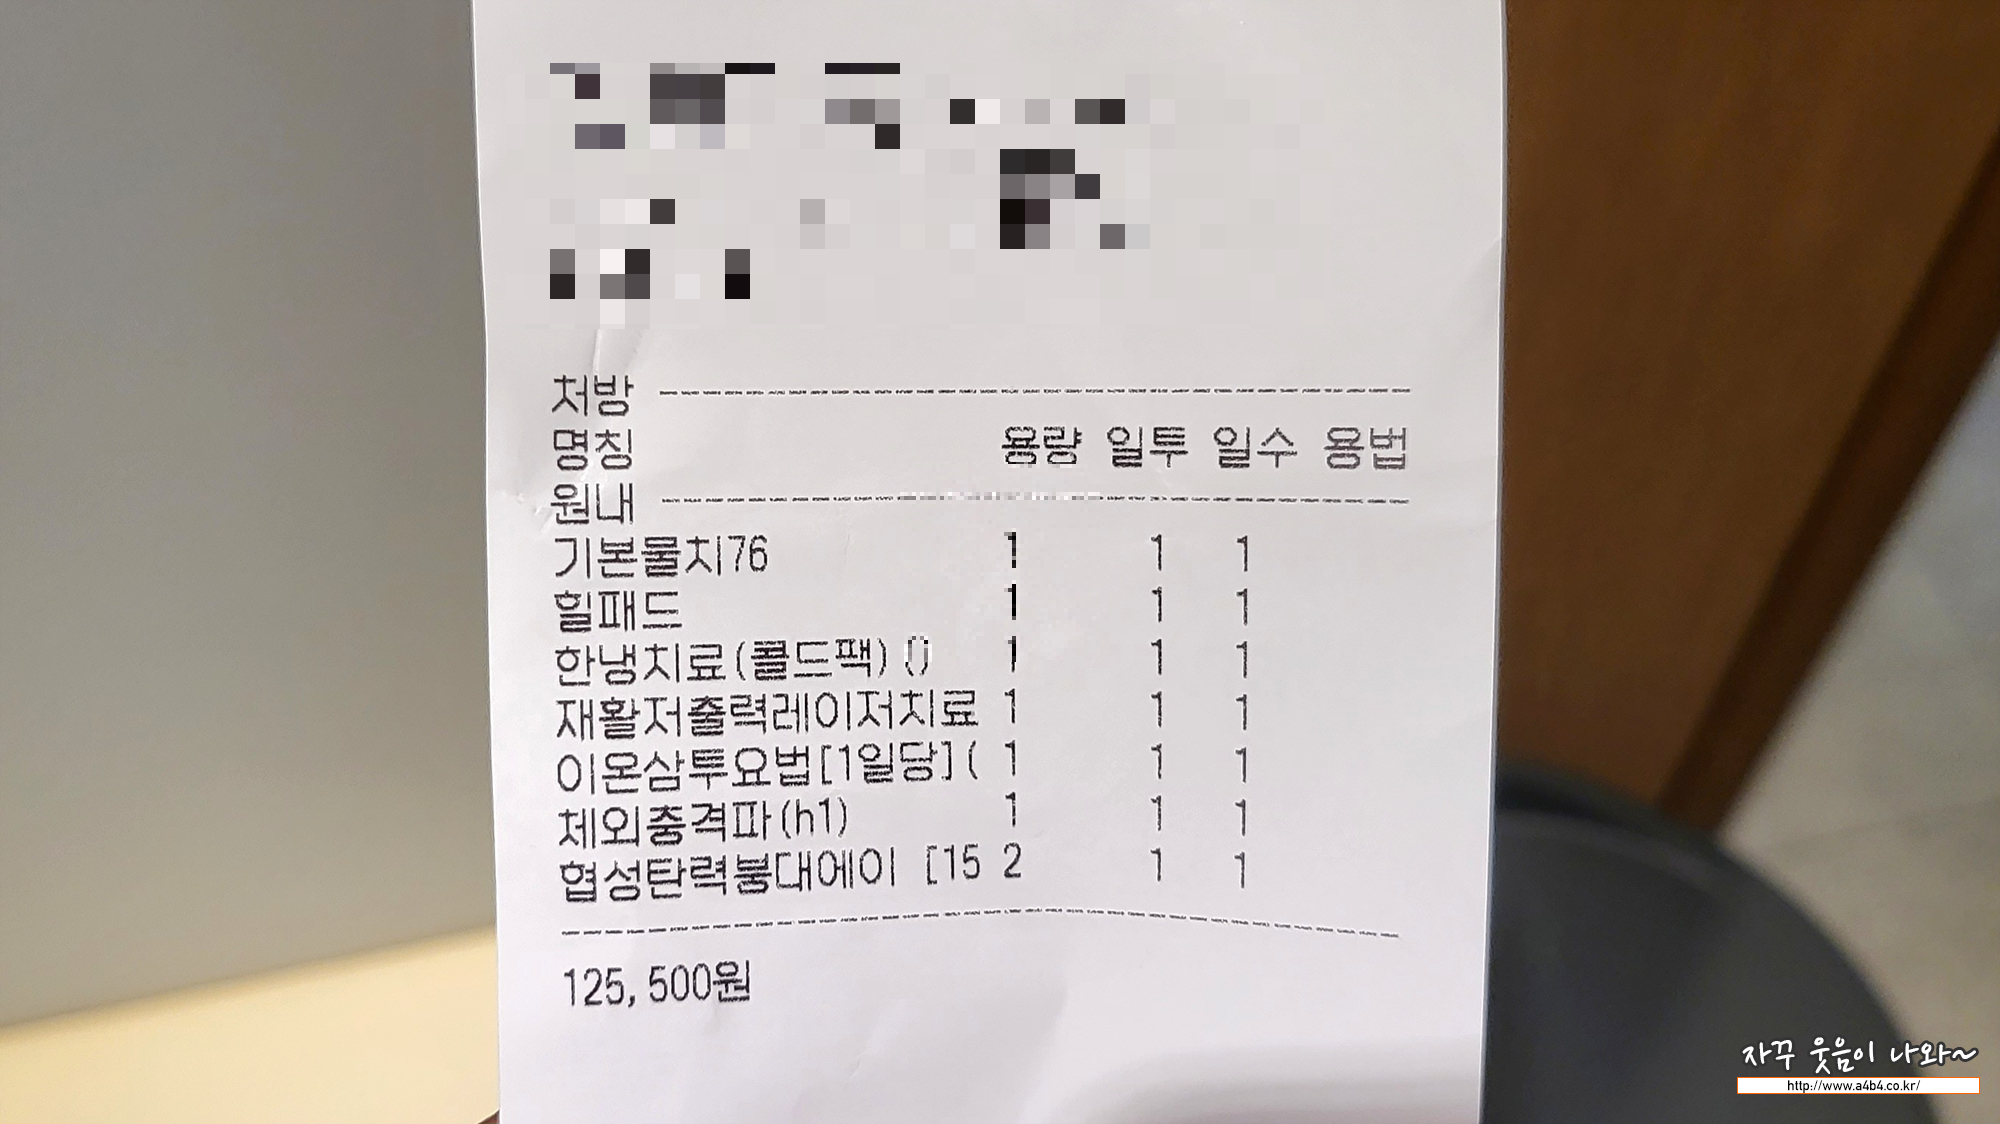 처방 --------------------------------
명칭 용량 일투 일수 용법
원내 --------------------------------
기본물치76 1 1 1
힐패드 1 1 1
한냉치료(콜드팩)() 1 1 1
재활저출력레이저치료 1 1 1
이온삼투요법[1일당]( 1 1 1
체외충격파(h1) 1 1 1
협성탄력붕대에이 [15 2 1 1
--------------------------------
125,500원
자꾸 웃음이 나와~
http://www.a4b4.co.kr/